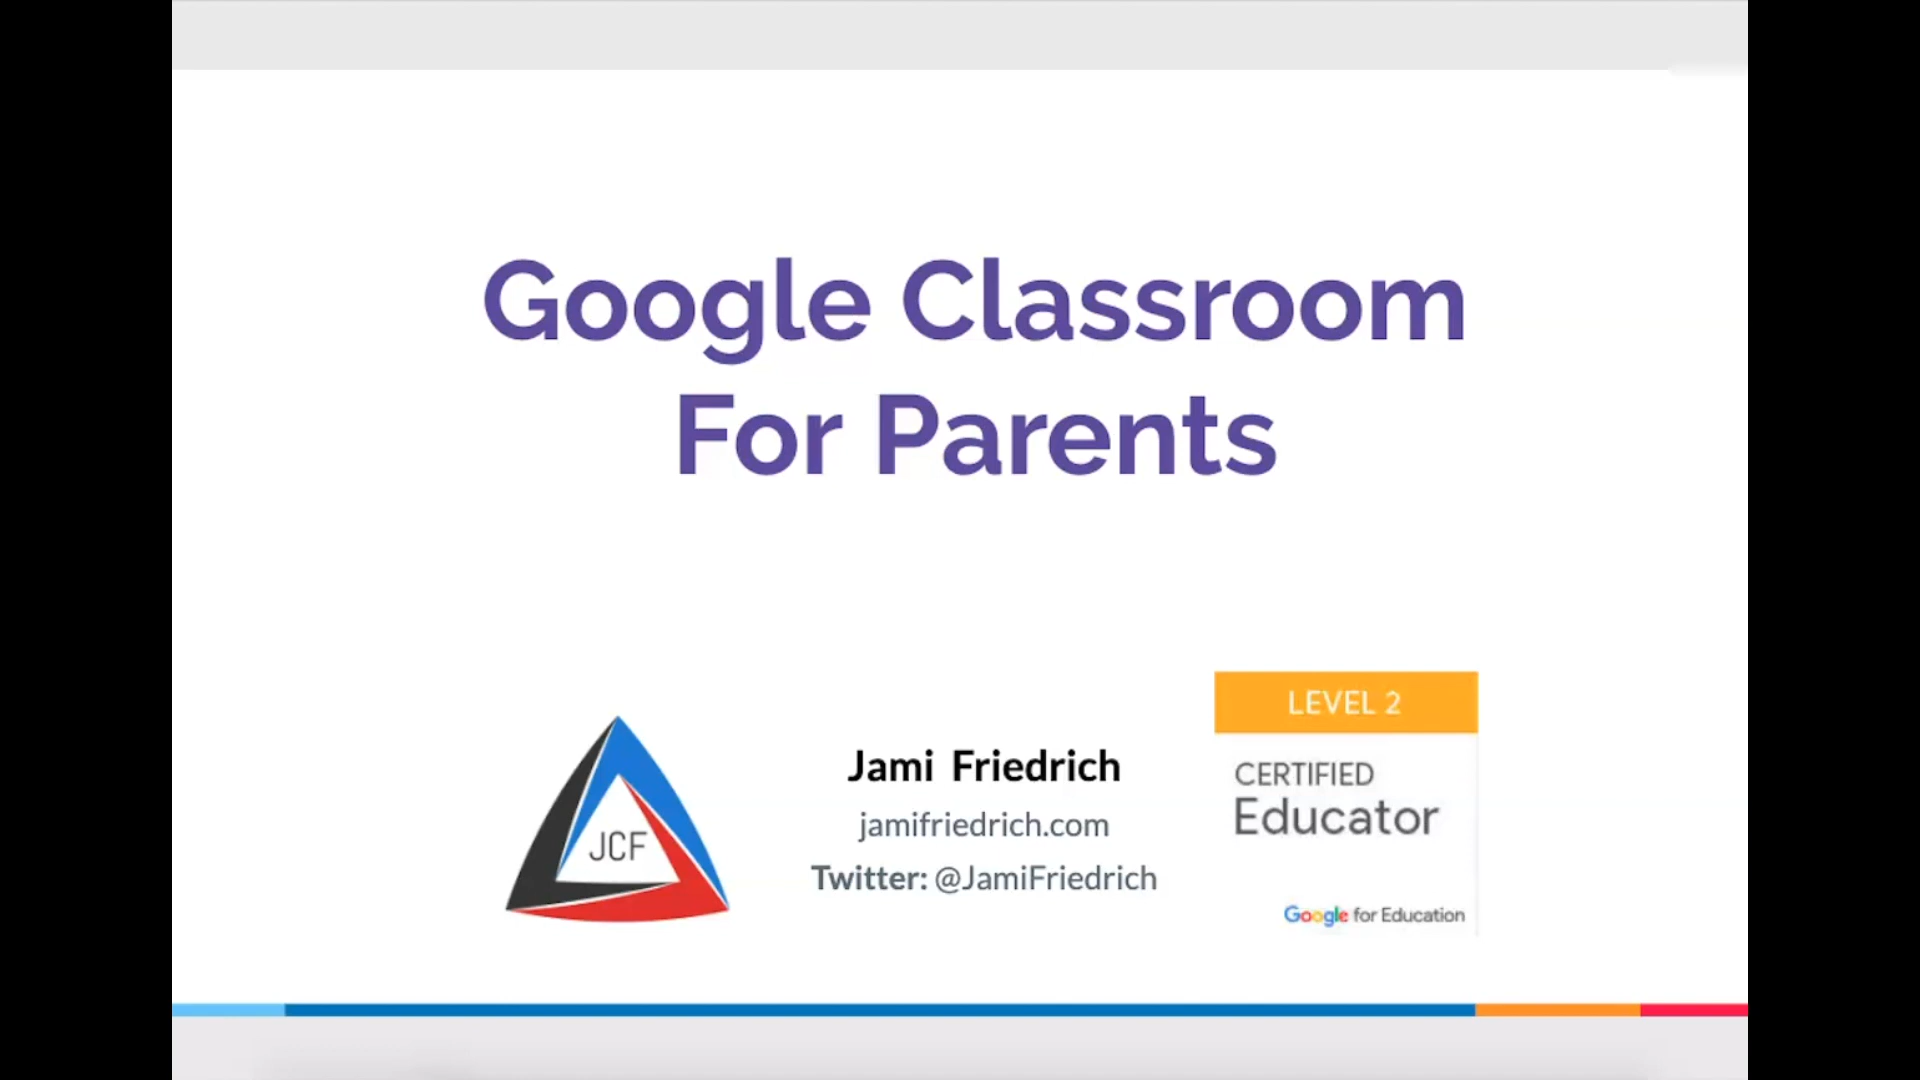 Google Classroom
For Parents
JCF
Jami Friedrich
jamifriedrich.com
Twitter: @JamiFriedrich
LEVEL 2
CERTIFIED
Educator
Google for Education